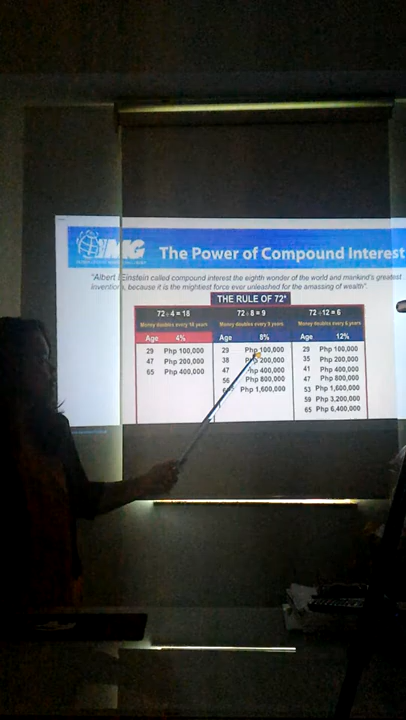 IMG
The Power of Compound Interest
"Albert Einstein called compound interest the eighth wonder of the world and mankind's greatest
invention, because it is the mightiest force ever unleashed for the amassing of wealth".
THE RULE OF 72*
72 ÷ 4 = 18
Money doubles every 18 years
Age 4%
29 Php 100,000
47 Php 200,000
65 Php 400,000
72 ÷ 8 = 9
Money doubles every 9 years
Age 8%
29 Php 100,000
38 Php 200,000
47 Php 400,000
56 Php 800,000
Php 1,600,000
72 ÷ 12 = 6
Money doubles every 6 years
Age 12%
29 Php 100,000
35 Php 200,000
41 Php 400,000
47 Php 800,000
53 Php 1,600,000
59 Php 3,200,000
65 Php 6,400,000